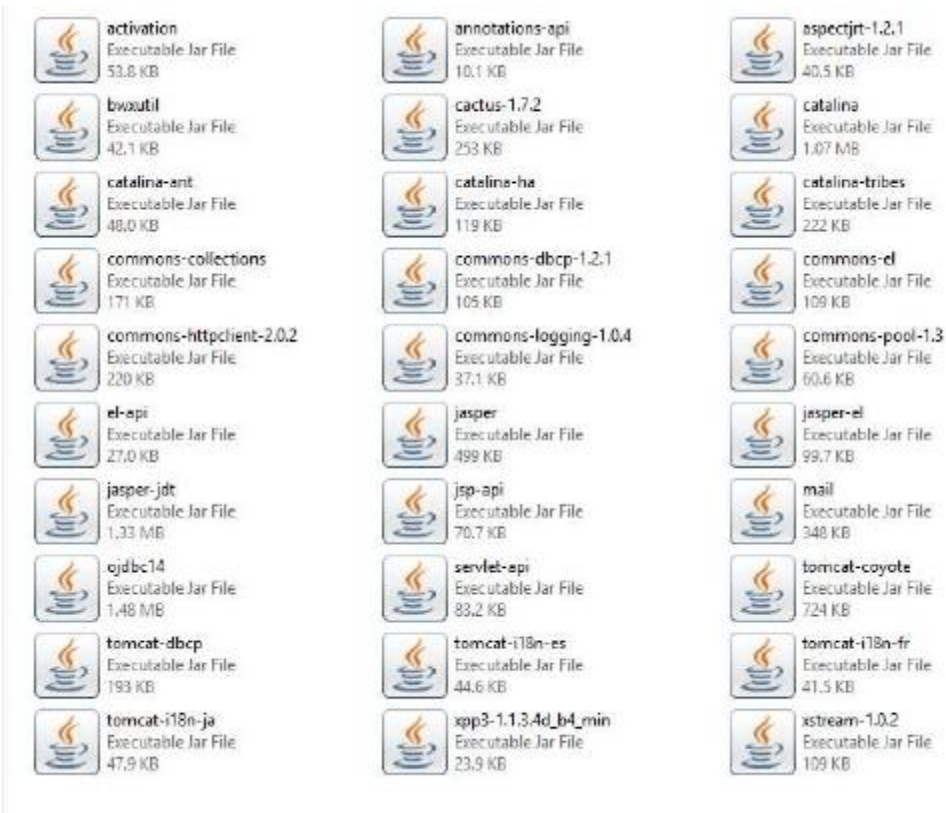 activation
Executable Jar File
53.8 KB
annotations-api
Executable Jar File
10.1 KB
aspectjrt-1.2.1
Executable Jar File
40.5 KB
bwxutil
Executable Jar File
42.1 KB
cactus-1.7.2
Executable Jar File
253 KB
catalina
Executable Jar File
1.07 MB
catalina-ant
Executable Jar File
48.0 KB
catalina-ha
Executable Jar File
119 KB
catalina-tribes
Executable Jar File
222 KB
commons-collections
Executable Jar File
171 KB
commons-dbcp-1.2.1
Executable Jar File
105 KB
commons-el
Executable Jar File
109 KB
commons-httpclient-2.0.2
Executable Jar File
220 KB
commons-logging-1.0.4
Executable Jar File
37.1 KB
commons-pool-1.3
Executable Jar File
60.6 KB
el-api
Executable Jar File
27.0 KB
jasper
Executable Jar File
499 KB
jasper-el
Executable Jar File
99.7 KB
jasper-jdt
Executable Jar File
1.33 MB
jsp-api
Executable Jar File
70.7 KB
mail
Executable Jar File
348 KB
ojdbc14
Executable Jar File
1.48 MB
servlet-api
Executable Jar File
83.2 KB
tomcat-coyote
Executable Jar File
724 KB
tomcat-dbcp
Executable Jar File
193 KB
tomcat-i18n-es
Executable Jar File
44.6 KB
tomcat-i18n-fr
Executable Jar File
41.5 KB
tomcat-i18n-ja
Executable Jar File
47.9 KB
xpp3-1.1.3.4d_b4_min
Executable Jar File
23.9 KB
xstream-1.0.2
Executable Jar File
109 KB